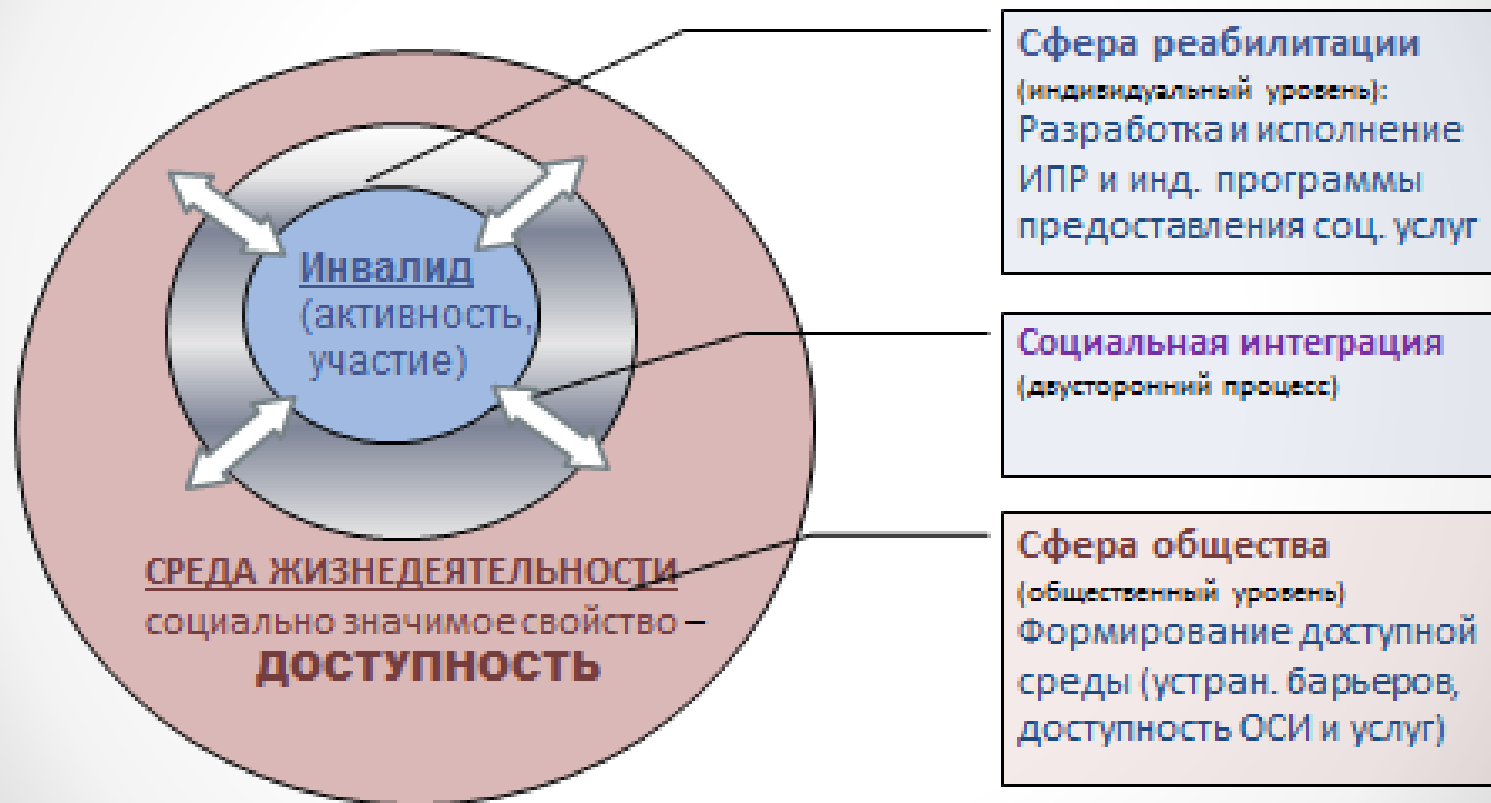 Инвалид
(активность,
участие)
СРЕДА ЖИЗНЕДЕЯТЕЛЬНОСТИ
социально значимое свойство –
ДОСТУПНОСТЬ
Сфера реабилитации
(индивидуальный уровень):
Разработка и исполнение
ИПР и инд. программы
предоставления соц. услуг
Социальная интеграция
(двусторонний процесс)
Сфера общества
(общественный уровень)
Формирование доступной
среды (устран. барьеров,
доступность ОСИ и услуг)